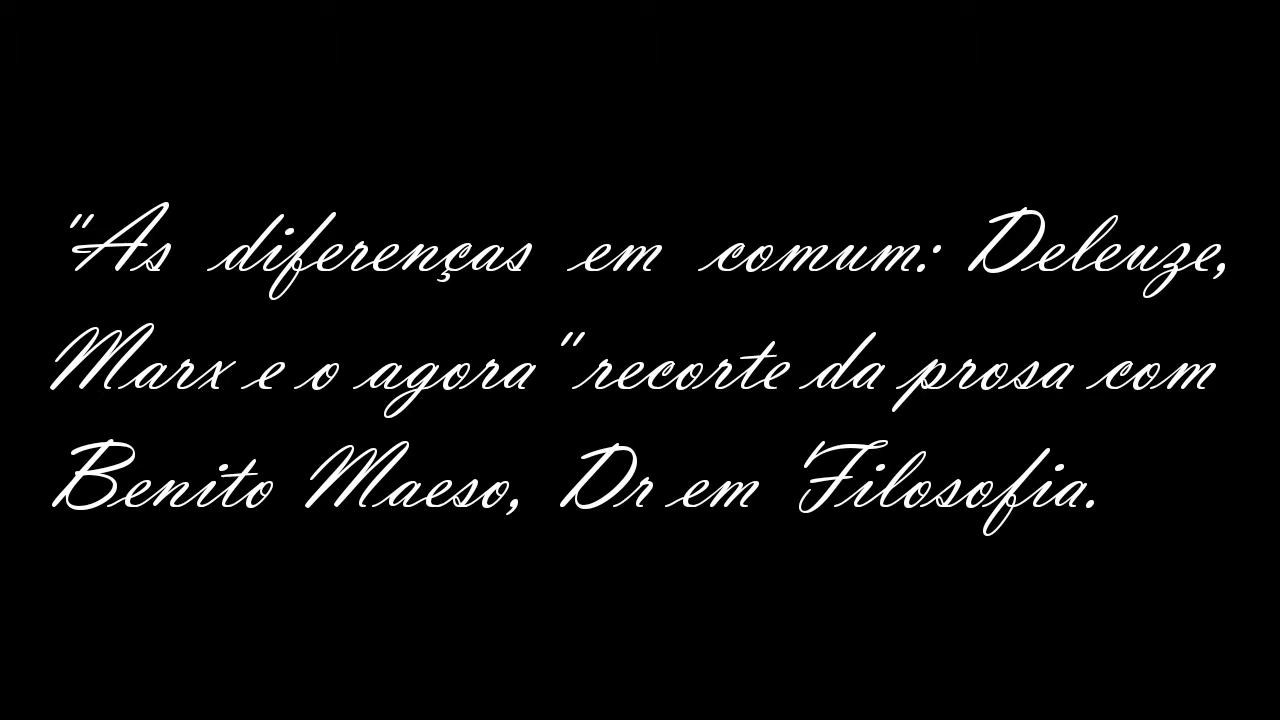 "As diferenças em comum: Deleuze,
Marx e o agora" recorte da prosa com
Benito Maeso, Dr em Filosofia.